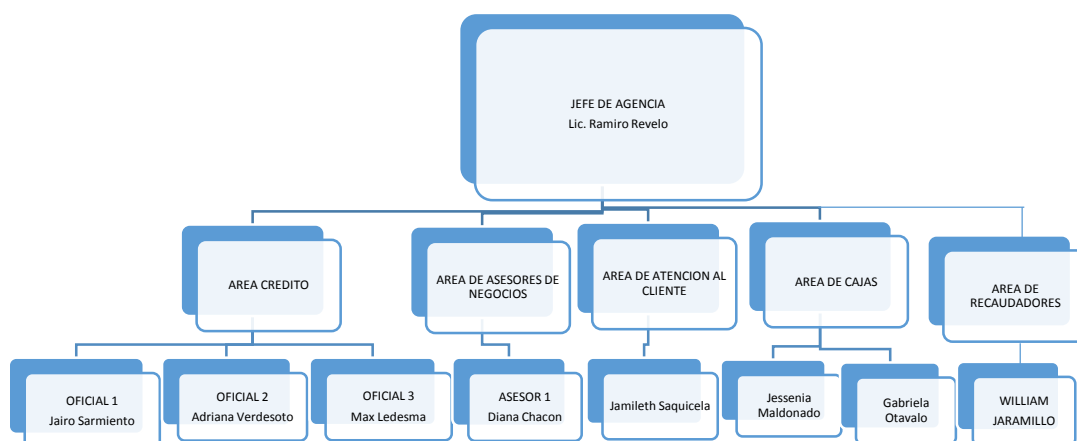 JEFE DE AGENCIA
Lic. Ramiro Revelo
AREA CREDITO
AREA DE ASESORES DE
NEGOCIOS
AREA DE ATENCION AL
CLIENTE
AREA DE CAJAS
AREA DE
RECAUDADORES
OFICIAL 1
Jairo Sarmiento
OFICIAL 2
Adriana Verdesoto
OFICIAL 3
Max Ledesma
ASESOR 1
Diana Chacon
Jamileth Saquicela
Jessenia
Maldonado
Gabriela
Otavalo
WILLIAM
JARAMILLO